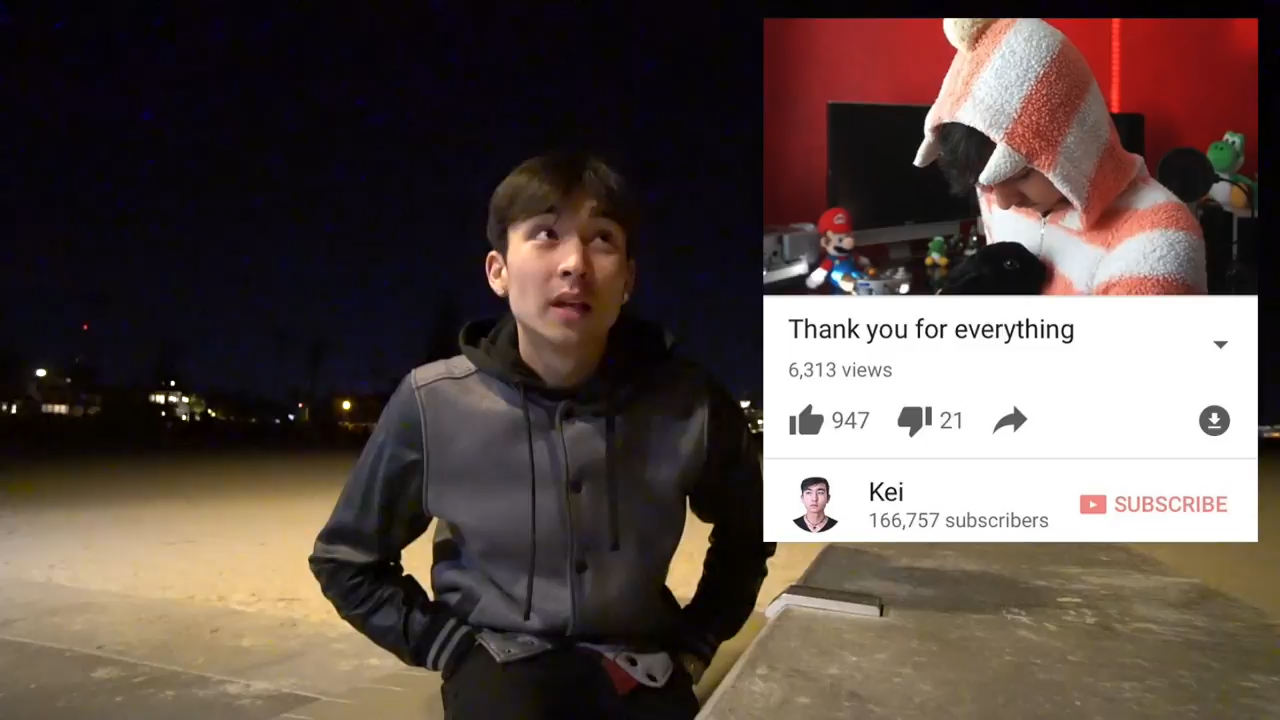 Thank you for everything
6,313 views
947 21
Kei
166,757 subscribers
SUBSCRIBE